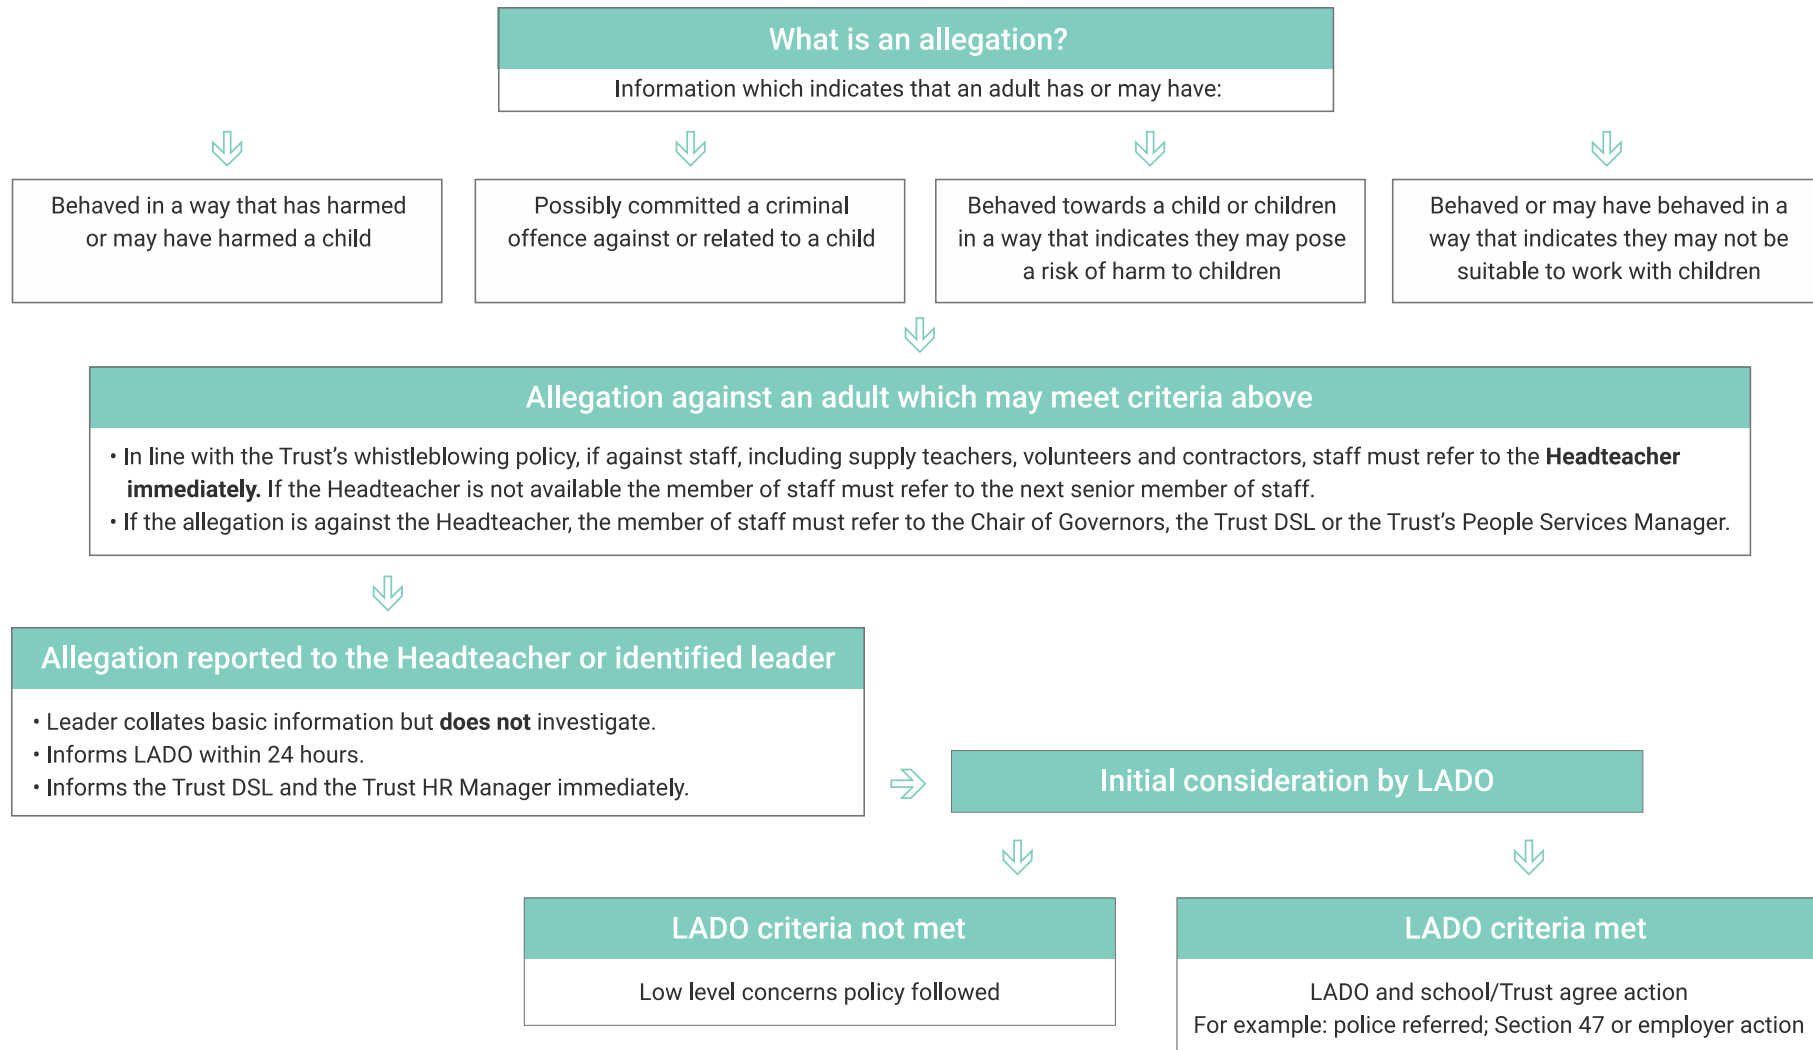 What is an allegation?
Information which indicates that an adult has or may have:
Behaved in a way that has harmed
or may have harmed a child
Possibly committed a criminal
offence against or related to a child
Behaved towards a child or children
in a way that indicates they may pose
a risk of harm to children
Behaved or may have behaved in a
way that indicates they may not be
suitable to work with children
Allegation against an adult which may meet criteria above
• In line with the Trust’s whistleblowing policy, if against staff, including supply teachers, volunteers and contractors, staff must refer to the Headteacher
immediately. If the Headteacher is not available the member of staff must refer to the next senior member of staff.
• If the allegation is against the Headteacher, the member of staff must refer to the Chair of Governors, the Trust DSL or the Trust’s People Services Manager.
Allegation reported to the Headteacher or identified leader
• Leader collates basic information but does not investigate.
• Informs LADO within 24 hours.
• Informs the Trust DSL and the Trust HR Manager immediately.
Initial consideration by LADO
LADO criteria not met
Low level concerns policy followed
LADO criteria met
LADO and school/Trust agree action
For example: police referred; Section 47 or employer action